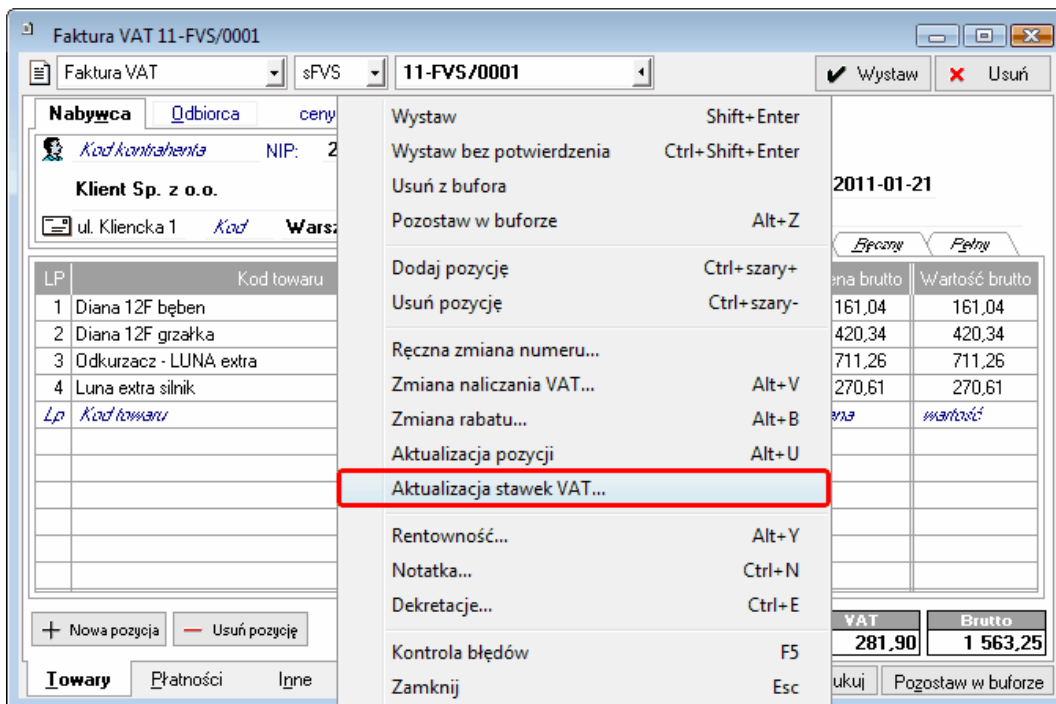 Faktura VAT 11-FVS/0001
Faktura VAT sFVS 11-FVS/0001 Wystaw Usuń
Nabywca Odbiorca ceny
Kod kontrahenta NIP: 2
Klient Sp. z o.o. 2011-01-21
ul. Kliencka 1 Kod Warsz
Ręczny Pełny
LP Kod towaru ena brutto Wartość brutto
1 Diana 12F bęben 161,04 161,04
2 Diana 12F grzałka 420,34 420,34
3 Odkurzacz - LUNA extra 711,26 711,26
4 Luna extra silnik 270,61 270,61
Lp Kod towaru ena wartość
Wystaw Shift+Enter
Wystaw bez potwierdzenia Ctrl+Shift+Enter
Usuń z bufora
Pozostaw w buforze Alt+Z
Dodaj pozycję Ctrl+szary+
Usuń pozycję Ctrl+szary-
Ręczna zmiana numeru...
Zmiana naliczania VAT... Alt+V
Zmiana rabatu... Alt+B
Aktualizacja pozycji Alt+U
Aktualizacja stawek VAT...
Rentowność... Alt+Y
Notatka... Ctrl+N
Dekretacje... Ctrl+E
Kontrola błędów F5
Zamknij Esc
Nowa pozycja Usuń pozycję
VAT Brutto
281,90 1 563,25
Towary Płatności Inne ukuj Pozostaw w buforze